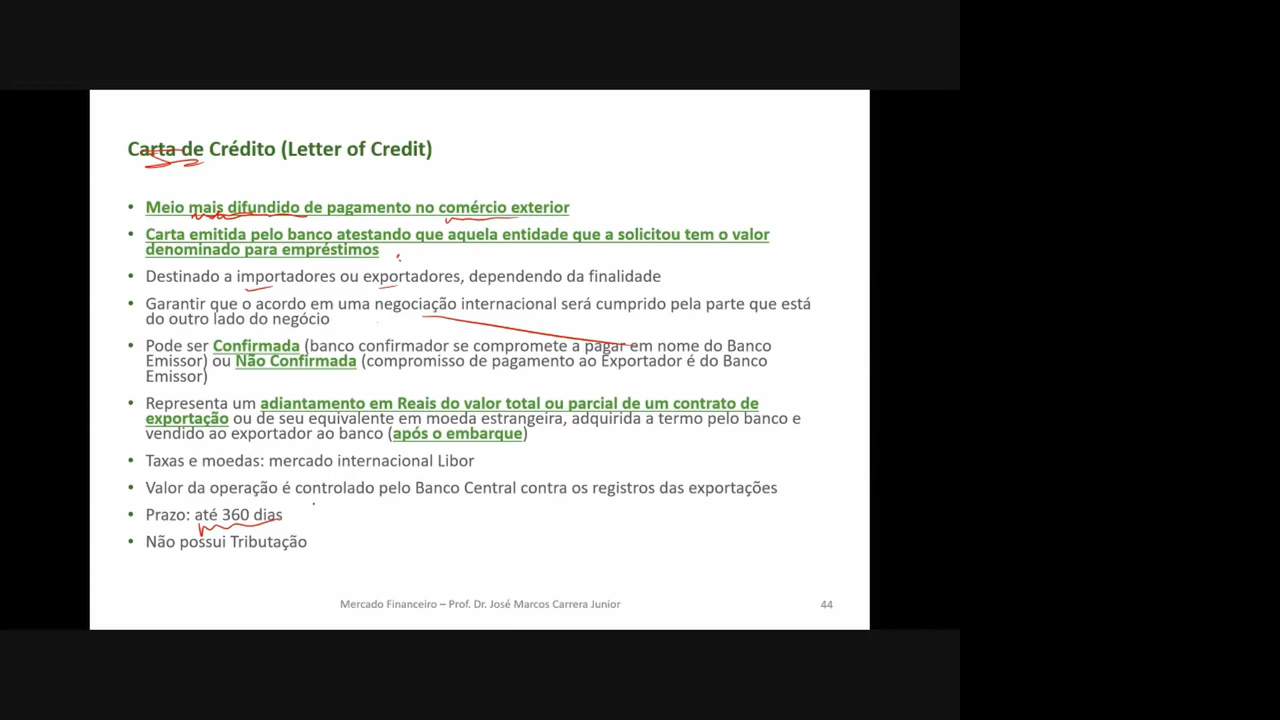 Carta de Crédito (Letter of Credit)
• Meio mais difundido de pagamento no comércio exterior
• Carta emitida pelo banco atestando que aquela entidade que a solicitou tem o valor
denominado para empréstimos
• Destinado a importadores ou exportadores, dependendo da finalidade
• Garantir que o acordo em uma negociação internacional será cumprido pela parte que está
do outro lado do negócio
• Pode ser Confirmada (banco confirmador se compromete a pagar em nome do Banco
Emissor) ou Não Confirmada (compromisso de pagamento ao Exportador é do Banco
Emissor)
• Representa um adiantamento em Reais do valor total ou parcial de um contrato de
exportação ou de seu equivalente em moeda estrangeira, adquirida a termo pelo banco e
vendido ao exportador ao banco (após o embarque)
• Taxas e moedas: mercado internacional Libor
• Valor da operação é controlado pelo Banco Central contra os registros das exportações
• Prazo: até 360 dias
• Não possui Tributação
Mercado Financeiro – Prof. Dr. José Marcos Carrera Junior
44